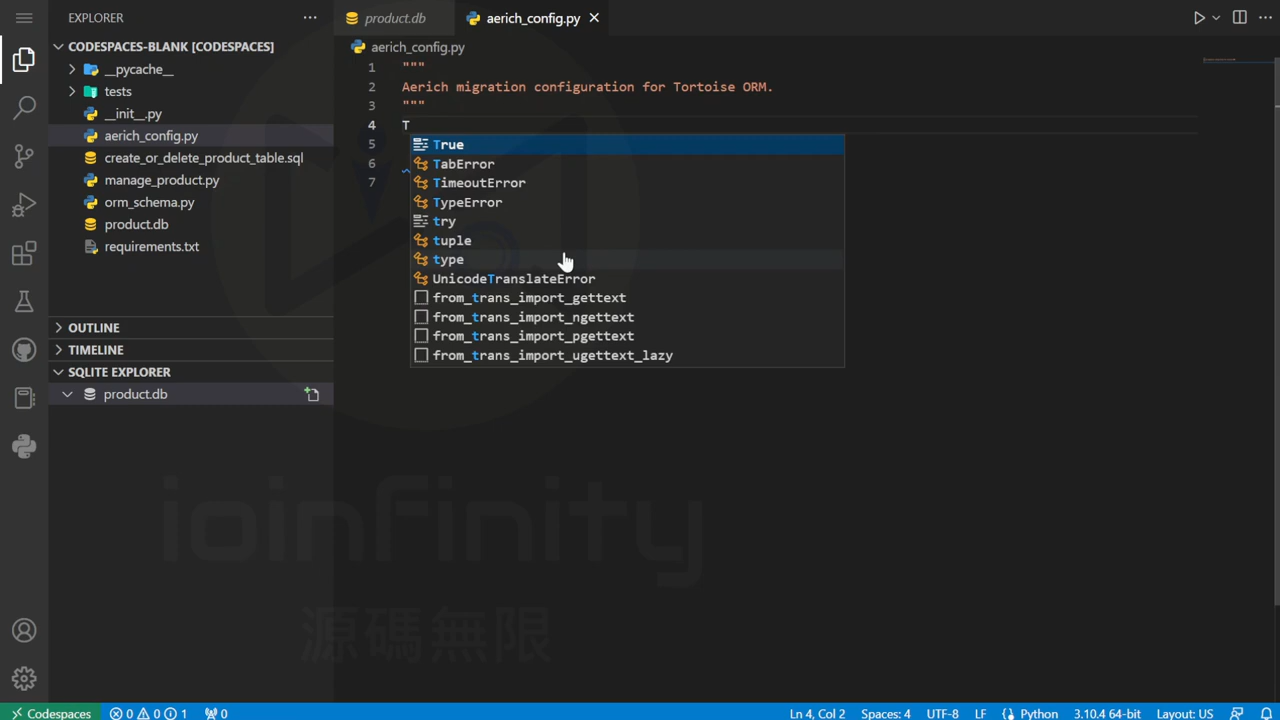 EXPLORER
product.db
aerich_config.py
CODESPACES-BLANK [CODESPACES]
__pycache__
tests
__init__.py
aerich_config.py
create_or_delete_product_table.sql
manage_product.py
orm_schema.py
product.db
requirements.txt
OUTLINE
TIMELINE
SQLITE EXPLORER
product.db
aerich_config.py
1 """
2 Aerich migration configuration for Tortoise ORM.
3 """
4 T
5
6
7
True
TabError
TimeoutError
TypeError
try
tuple
type
UnicodeTranslateError
from_trans_import_gettext
from_trans_import_ngettext
from_trans_import_pgettext
from_trans_import_ugettext_lazy
ioinfinity
源碼無限
Codespaces 0 0 1 0 Ln 4, Col 2 Spaces: 4 UTF-8 LF Python 3.10.4 64-bit Layout: US